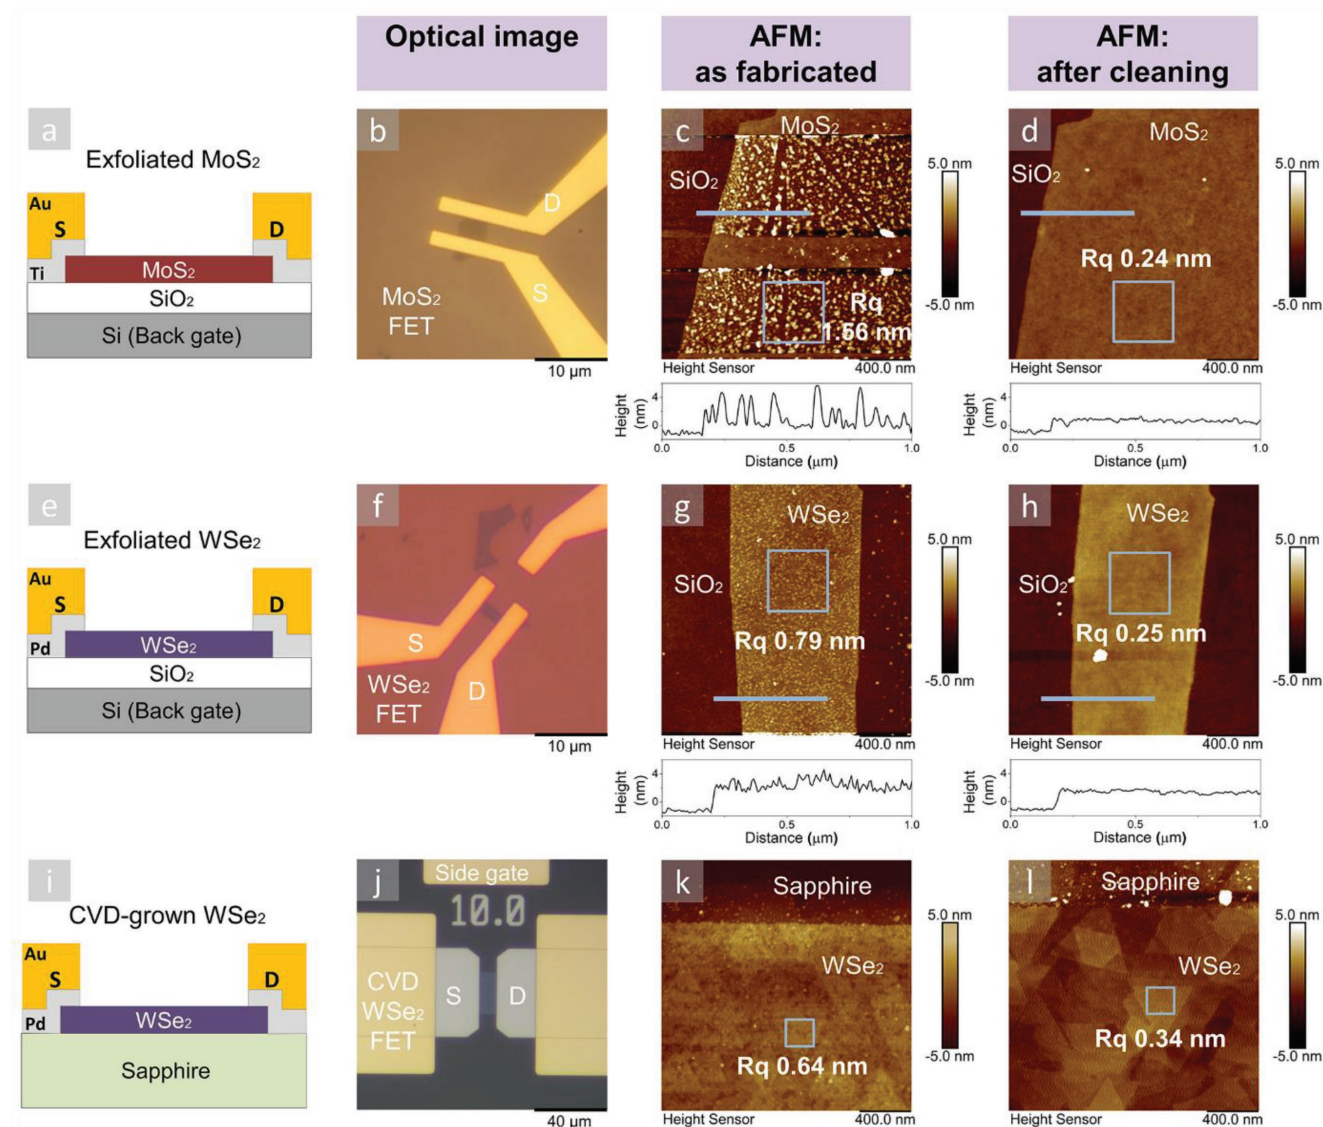 Optical image
AFM:
as fabricated
AFM:
after cleaning
a
Exfoliated MoS₂
Au
S
D
Ti
MoS₂
SiO₂
Si (Back gate)
b
D
S
MoS₂
FET
10 µm
c
MoS₂
SiO₂
Rq
1.56 nm
5.0 nm
-5.0 nm
Height Sensor
400.0 nm
Height
(nm)
4
0
0.0
0.5
1.0
Distance (µm)
d
MoS₂
SiO₂
Rq 0.24 nm
5.0 nm
-5.0 nm
Height Sensor
400.0 nm
Height
(nm)
4
0
0.0
0.5
1.0
Distance (µm)
e
Exfoliated WSe₂
Au
S
D
Pd
WSe₂
SiO₂
Si (Back gate)
f
S
D
WSe₂
FET
10 µm
g
WSe₂
SiO₂
Rq 0.79 nm
5.0 nm
-5.0 nm
Height Sensor
400.0 nm
Height
(nm)
4
0
0.0
0.5
1.0
Distance (µm)
h
WSe₂
SiO₂
Rq 0.25 nm
5.0 nm
-5.0 nm
Height Sensor
400.0 nm
Height
(nm)
4
0
0.0
0.5
1.0
Distance (µm)
i
CVD-grown WSe₂
Au
S
D
Pd
WSe₂
Sapphire
j
Side gate
10.0
CVD
WSe₂
FET
S
D
40 µm
k
Sapphire
WSe₂
Rq 0.64 nm
5.0 nm
-5.0 nm
Height Sensor
400.0 nm
l
Sapphire
WSe₂
Rq 0.34 nm
5.0 nm
-5.0 nm
Height Sensor
400.0 nm